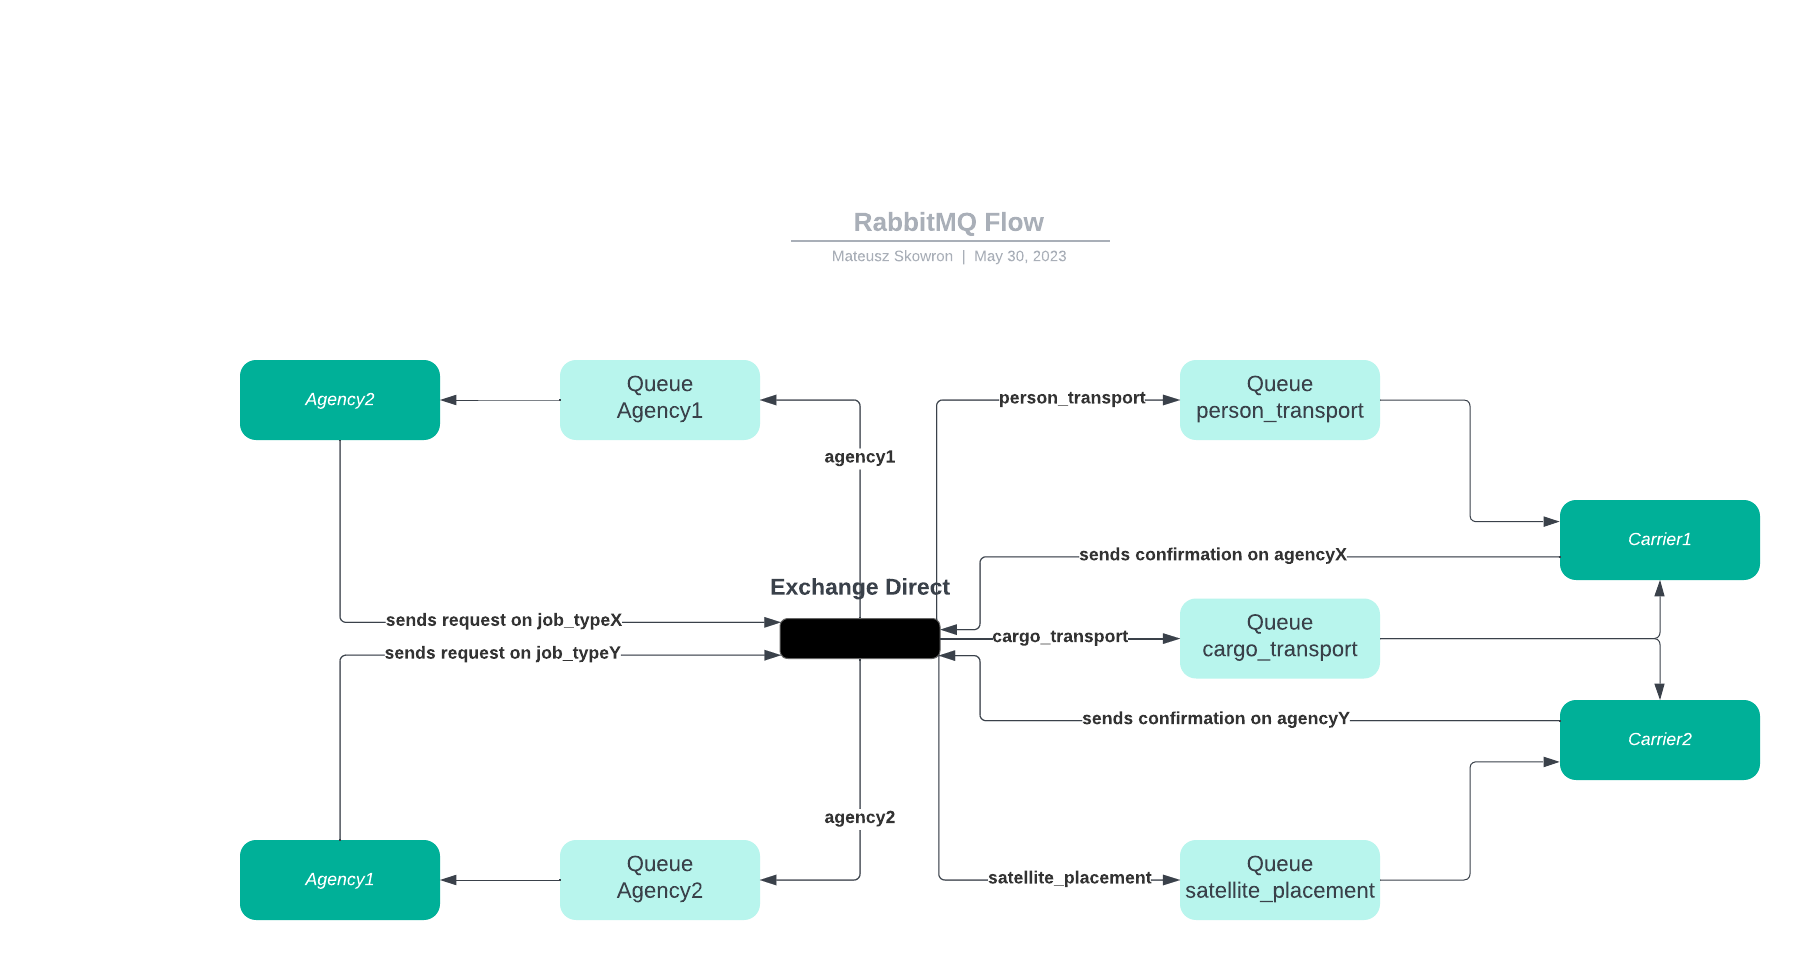 RabbitMQ Flow
Mateusz Skowron | May 30, 2023
Agency2
Queue
Agency1
person_transport
Queue
person_transport
agency1
Carrier1
sends confirmation on agencyX
Exchange Direct
sends request on job_typeX
cargo_transport
Queue
cargo_transport
sends request on job_typeY
sends confirmation on agencyY
Carrier2
agency2
Agency1
Queue
Agency2
satellite_placement
Queue
satellite_placement